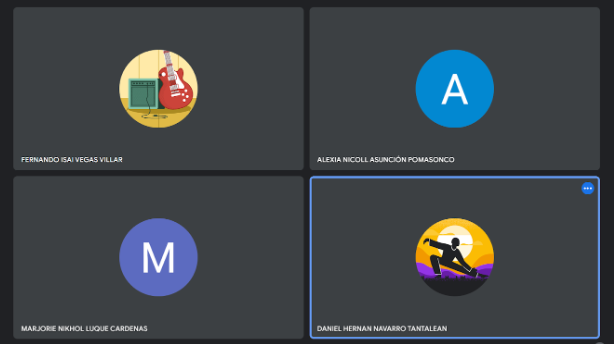 FERNANDO ISAI VEGAS VILLAR
A
ALEXIA NICOLL ASUNCIÓN POMASONCO
M
MARJORIE NIKHOL LUQUE CARDENAS
DANIEL HERNAN NAVARRO TANTALEAN